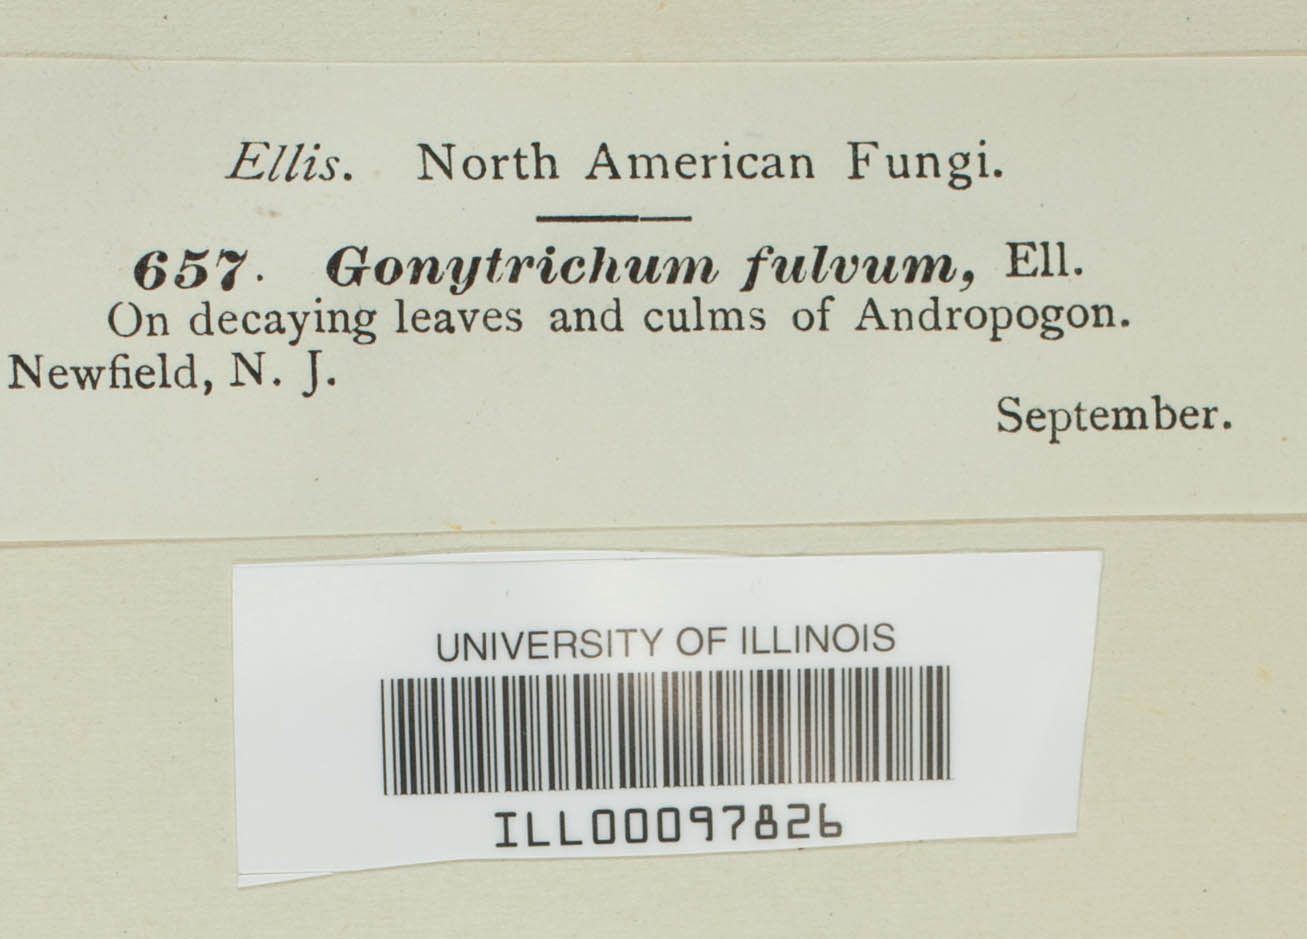 Ellis. North American Fungi.
657. Gonytrichum fulvum, Ell.
On decaying leaves and culms of Andropogon.
Newfield, N. J.
September.
UNIVERSITY OF ILLINOIS
ILL00097826